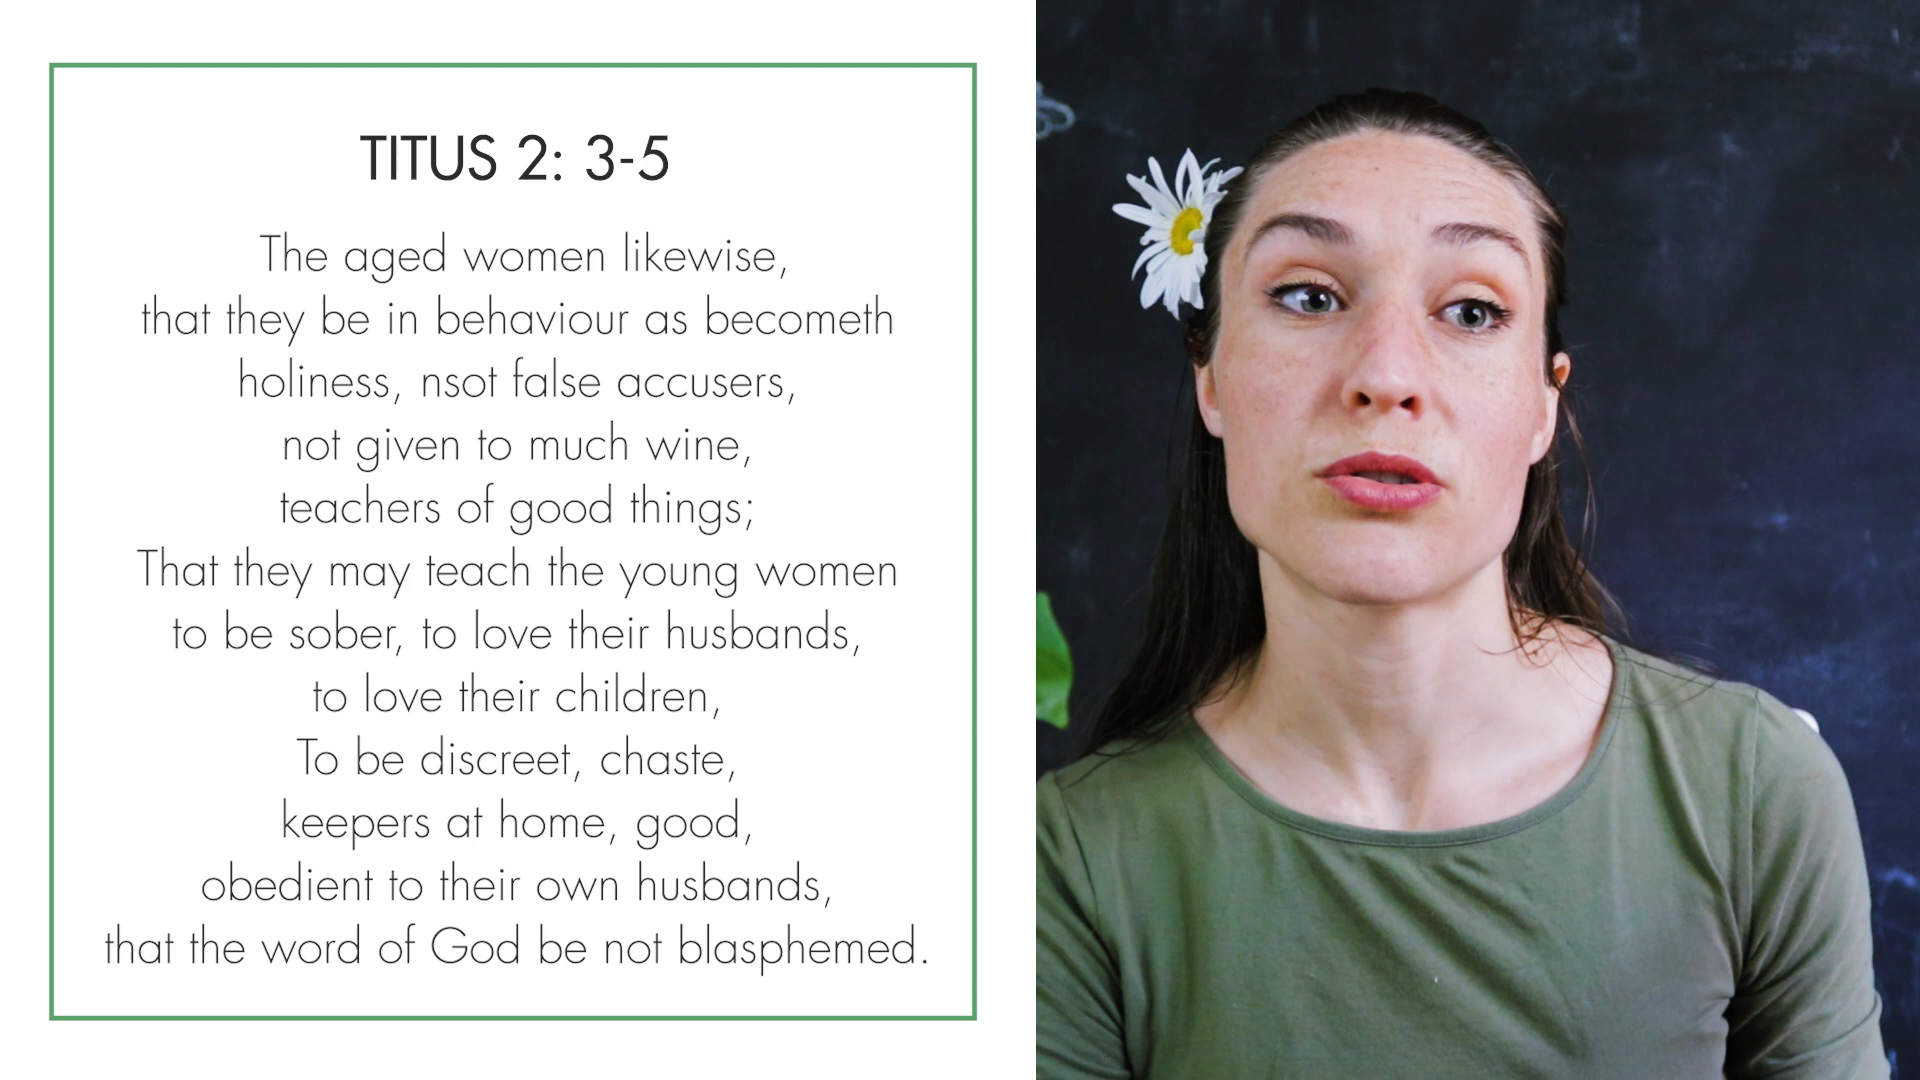 TITUS 2: 3-5
The aged women likewise,
that they be in behaviour as becometh
holiness, nsot false accusers,
not given to much wine,
teachers of good things;
That they may teach the young women
to be sober, to love their husbands,
to love their children,
To be discreet, chaste,
keepers at home, good,
obedient to their own husbands,
that the word of God be not blasphemed.